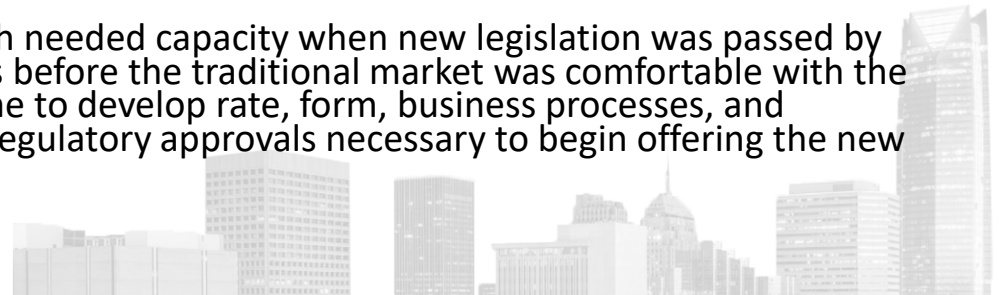 needed capacity when new legislation was passed by
before the traditional market was comfortable with the
to develop rate, form, business processes, and
egulatory approvals necessary to begin offering the new